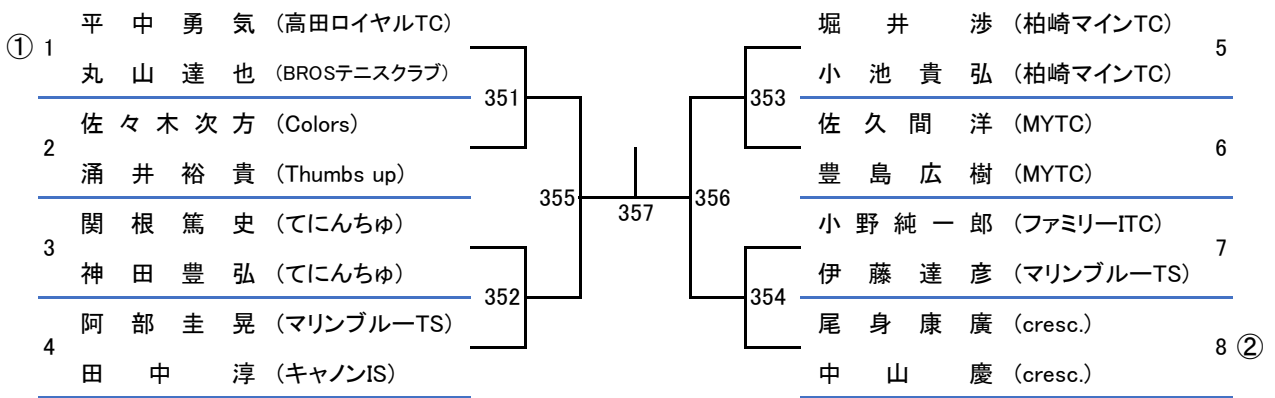 平中勇気 (高田ロイヤルTC)
① 1
丸山達也 (BROSテニスクラブ)
351
佐々木次方 (Colors)
2
涌井裕貴 (Thumbs up)
355
関根篤史 (てにんちゅ)
3
神田豊弘 (てにんちゅ)
352
阿部圭晃 (マリンブルーTS)
4
田中淳 (キャノンIS)
357
堀井渉 (柏崎マインTC)
5
小池貴弘 (柏崎マインTC)
353
佐久間洋 (MYTC)
6
豊島広樹 (MYTC)
356
小野純一郎 (ファミリーITC)
7
伊藤達彦 (マリンブルーTS)
354
尾身康廣 (cresc.)
8 ②
中山慶 (cresc.)